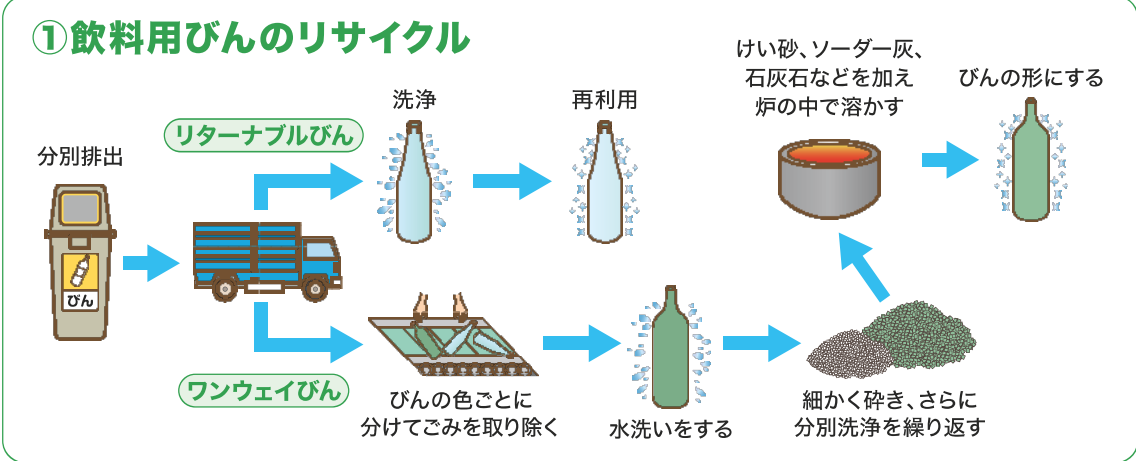 ①飲料用びんのリサイクル
分別排出
びん
リターナブルびん
洗浄
再利用
ワンウェイびん
びんの色ごとに
分けてごみを取り除く
水洗いをする
細かく砕き、さらに
分別洗浄を繰り返す
けい砂、ソーダー灰、
石灰石などを加え
炉の中で溶かす
びんの形にする